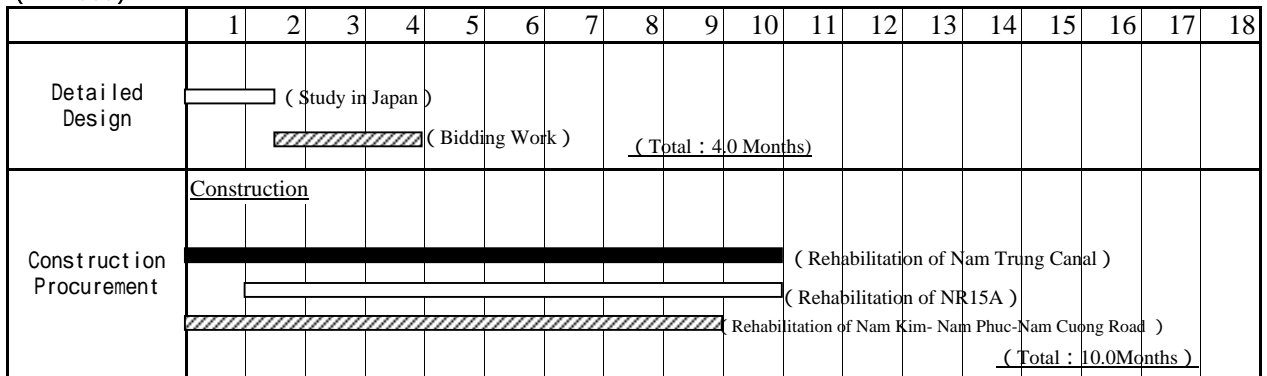 1 2 3 4 5 6 7 8 9 10 11 12 13 14 15 16 17 18
Detailed
Design
( Study in Japan )
( Bidding Work )
( Total : 4.0 Months)
Construction
Procurement
Construction
( Rehabilitation of Nam Trung Canal )
( Rehabilitation of NR15A )
( Rehabilitation of Nam Kim- Nam Phuc-Nam Cuong Road )
( Total : 10.0Months )